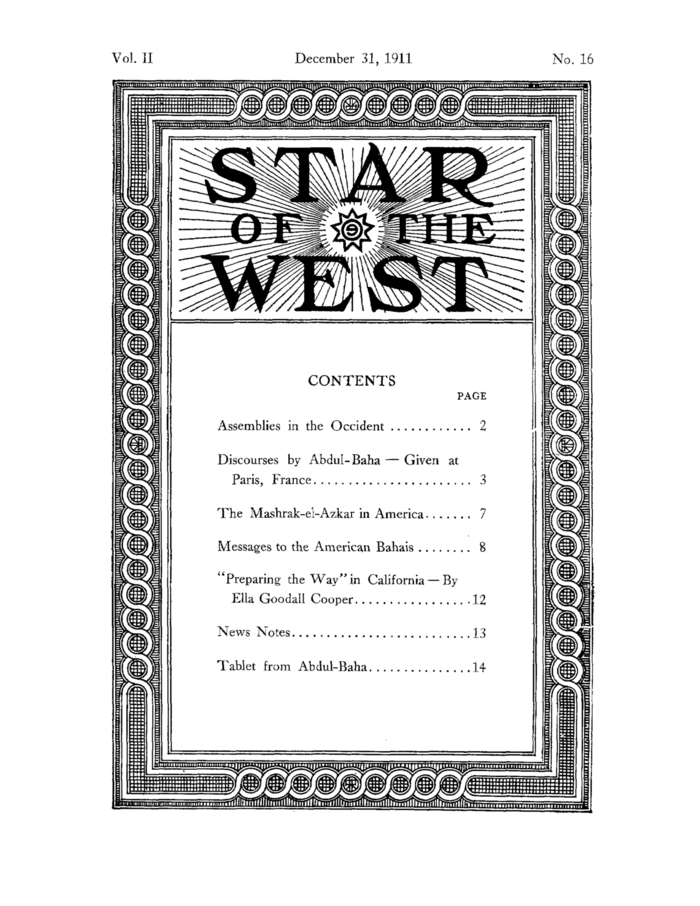 Vol. II December 31, 1911 No. 16
STAR
OF THE
WEST
CONTENTS
PAGE
Assemblies in the Occident ............ 2
Discourses by Abdul-Baha — Given at
Paris, France....................... 3
The Mashrak-el-Azkar in America....... 7
Messages to the American Bahais ........ 8
"Preparing the Way" in California — By
Ella Goodall Cooper.................12
News Notes..........................13
Tablet from Abdul-Baha...............14